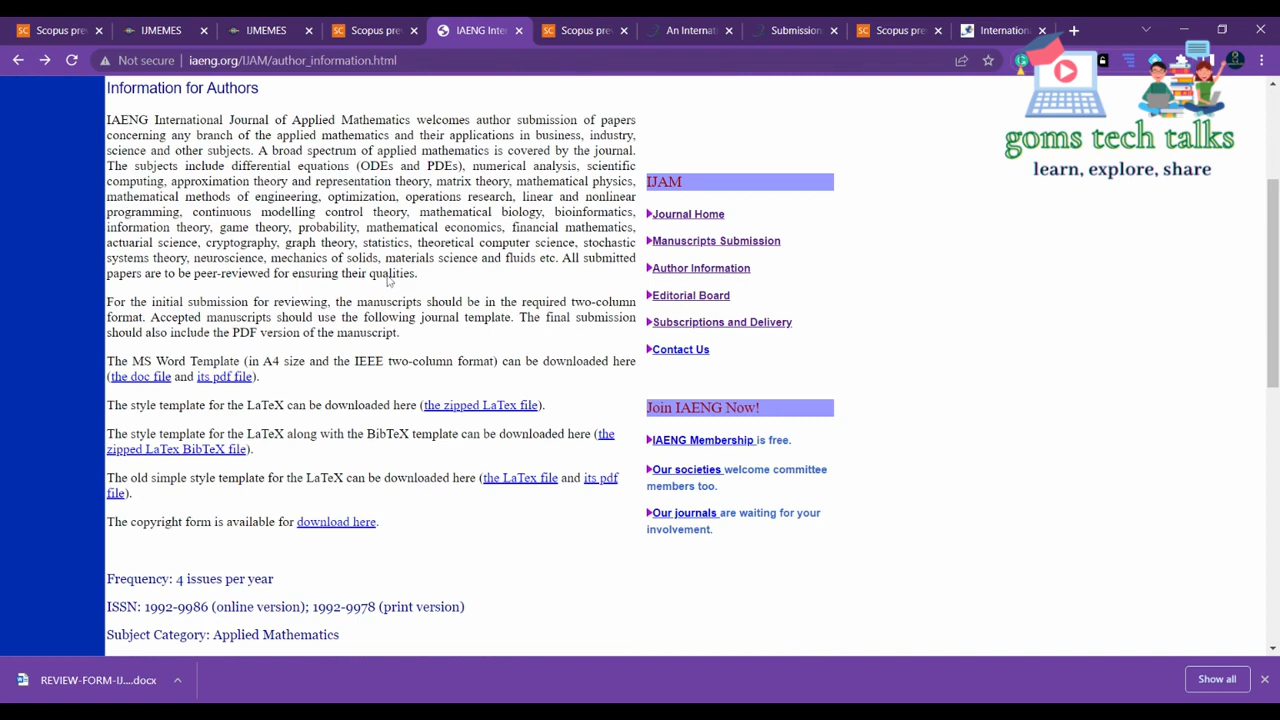 Scopus pre
IJMEMES
IJMEMES
Scopus pre
IAENG Inter
Scopus pre
An Internati
Submission
Scopus pre
Internationa
Not secure
iaeng.org/IJAM/author_information.html
goms tech talks
learn, explore, share
Information for Authors
IAENG International Journal of Applied Mathematics welcomes author submission of papers
concerning any branch of the applied mathematics and their applications in business, industry,
science and other subjects. A broad spectrum of applied mathematics is covered by the journal.
The subjects include differential equations (ODEs and PDEs), numerical analysis, scientific
computing, approximation theory and representation theory, matrix theory, mathematical physics,
mathematical methods of engineering, optimization, operations research, linear and nonlinear
programming, continuous modelling control theory, mathematical biology, bioinformatics,
information theory, game theory, probability, mathematical economics, financial mathematics,
actuarial science, cryptography, graph theory, statistics, theoretical computer science, stochastic
systems theory, neuroscience, mechanics of solids, materials science and fluids etc. All submitted
papers are to be peer-reviewed for ensuring their qualities.
For the initial submission for reviewing, the manuscripts should be in the required two-column
format. Accepted manuscripts should use the following journal template. The final submission
should also include the PDF version of the manuscript.
The MS Word Template (in A4 size and the IEEE two-column format) can be downloaded here
(the doc file and its pdf file).
The style template for the LaTeX can be downloaded here (the zipped LaTex file).
The style template for the LaTeX along with the BibTeX template can be downloaded here (the
zipped LaTex BibTeX file).
The old simple style template for the LaTeX can be downloaded here (the LaTex file and its pdf
file).
The copyright form is available for download here.
Frequency: 4 issues per year
ISSN: 1992-9986 (online version); 1992-9978 (print version)
Subject Category: Applied Mathematics
IJAM
Journal Home
Manuscripts Submission
Author Information
Editorial Board
Subscriptions and Delivery
Contact Us
Join IAENG Now!
IAENG Membership is free.
Our societies welcome committee
members too.
Our journals are waiting for your
involvement.
REVIEW-FORM-IJ....docx
Show all